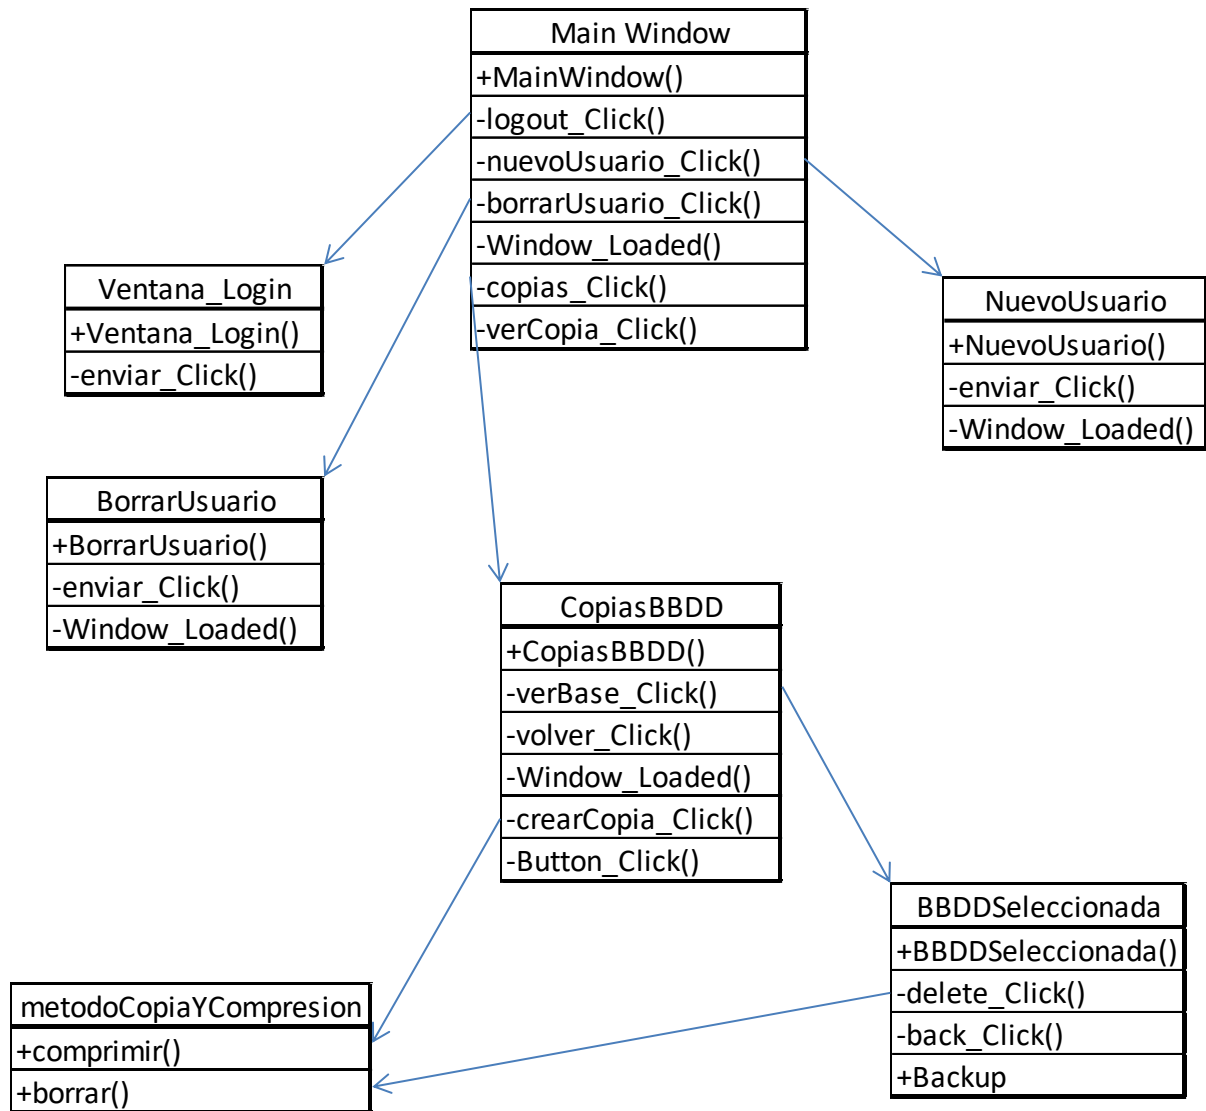 Main Window
+MainWindow()
-logout_Click()
-nuevoUsuario_Click()
-borrarUsuario_Click()
-Window_Loaded()
-copias_Click()
-verCopia_Click()
Ventana_Login
+Ventana_Login()
-enviar_Click()
NuevoUsuario
+NuevoUsuario()
-enviar_Click()
-Window_Loaded()
BorrarUsuario
+BorrarUsuario()
-enviar_Click()
-Window_Loaded()
CopiasBBDD
+CopiasBBDD()
-verBase_Click()
-volver_Click()
-Window_Loaded()
-crearCopia_Click()
-Button_Click()
BBDDSeleccionada
+BBDDSeleccionada()
-delete_Click()
-back_Click()
+Backup
metodoCopiaYCompresion
+comprimir()
+borrar()